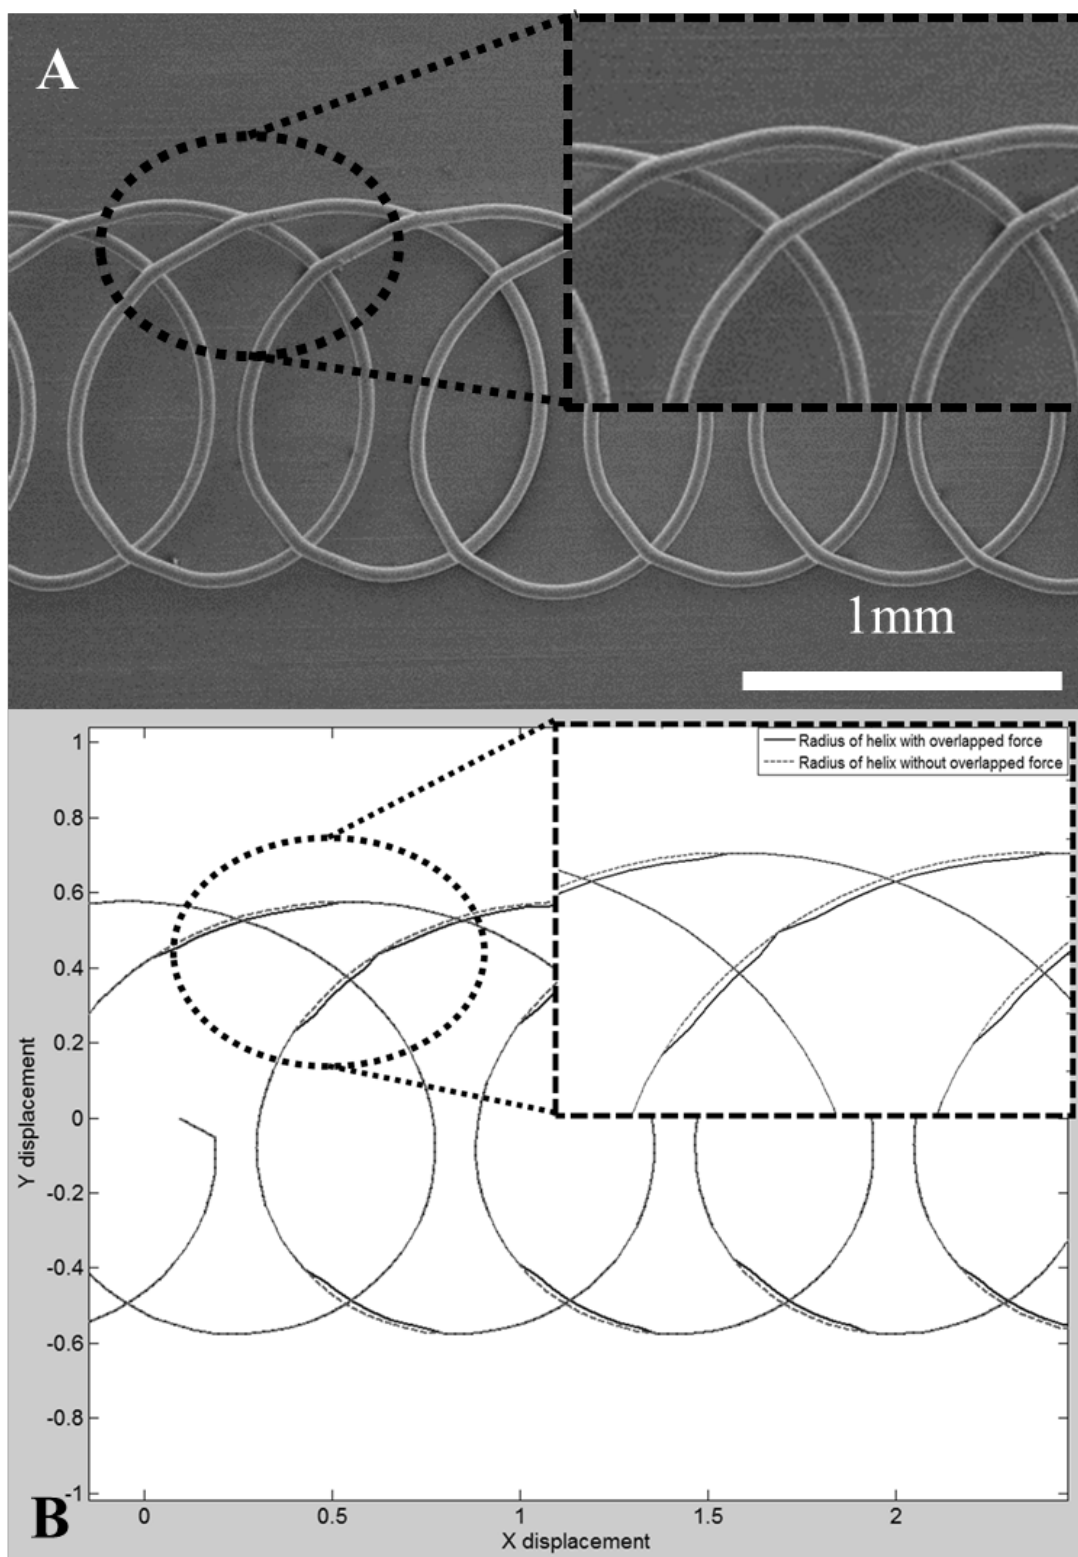 A
1mm
Radius of helix with overlapped force
Radius of helix without overlapped force
1
0.8
0.6
0.4
0.2
0
-0.2
-0.4
-0.6
-0.8
-1
Y displacement
B
0
0.5
1
1.5
2
X displacement